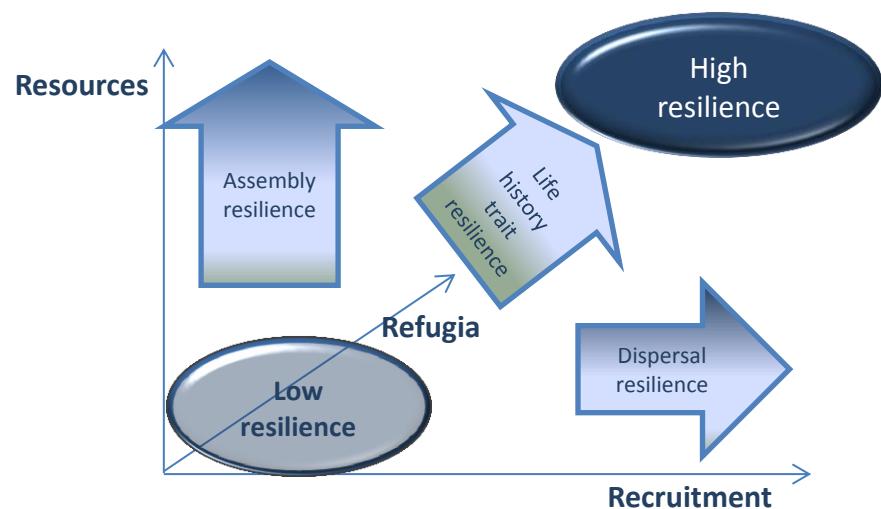 High
resilience
Resources
Assembly
resilience
Life
history
trait
resilience
Refugia
Dispersal
resilience
Low
resilience
Recruitment